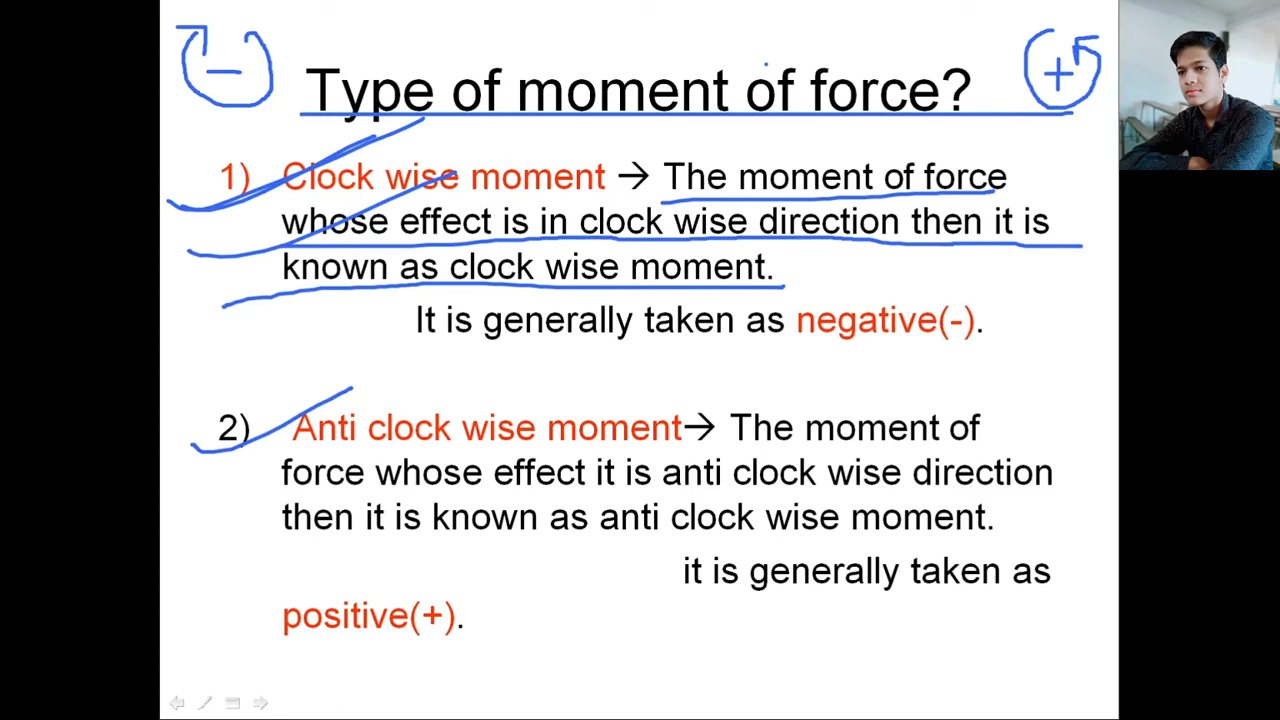 −
+
Type of moment of force?
1) Clock wise moment → The moment of force
whose effect is in clock wise direction then it is
known as clock wise moment.
It is generally taken as negative(-).
2) Anti clock wise moment→ The moment of
force whose effect it is anti clock wise direction
then it is known as anti clock wise moment.
it is generally taken as
positive(+).